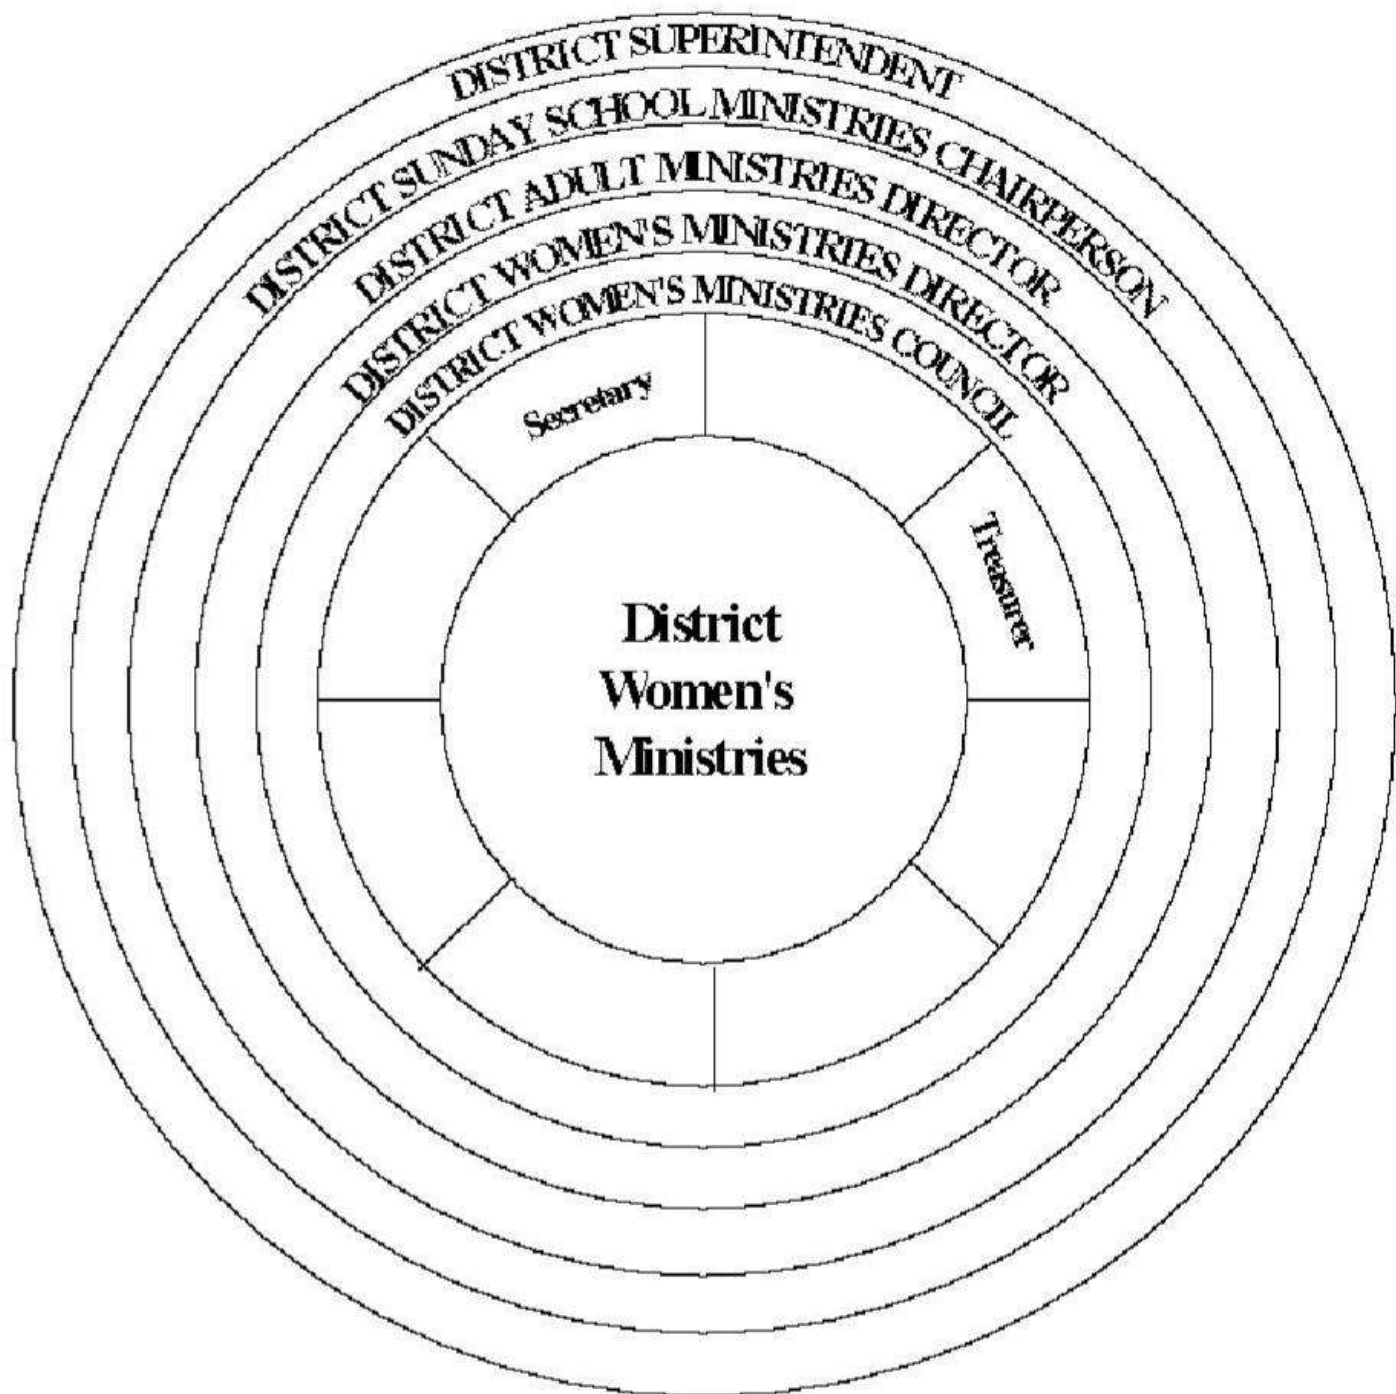 DISTRICT SUPERINTENDENT
DISTRICT SUNDAY SCHOOL MINISTRIES CHAIRPERSON
DISTRICT ADULT MINISTRIES DIRECTOR
DISTRICT WOMEN'S MINISTRIES DIRECTOR
DISTRICT WOMEN'S MINISTRIES COUNCIL
Secretary
Treasurer
District
Women's
Ministries